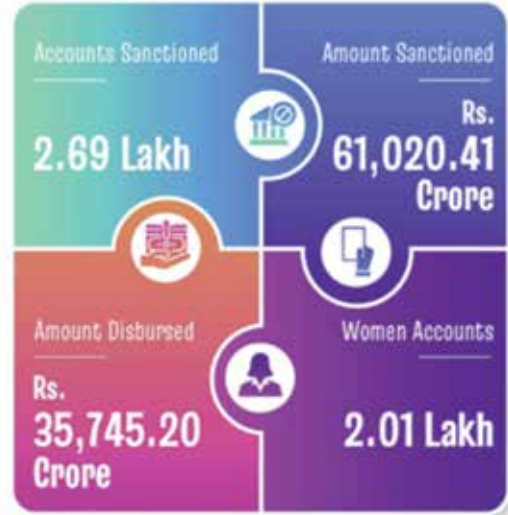 Accounts Sanctioned
2.69 Lakh
Amount Sanctioned
Rs.
61,020.41
Crore
Amount Disbursed
Rs.
35,745.20
Crore
Women Accounts
2.01 Lakh